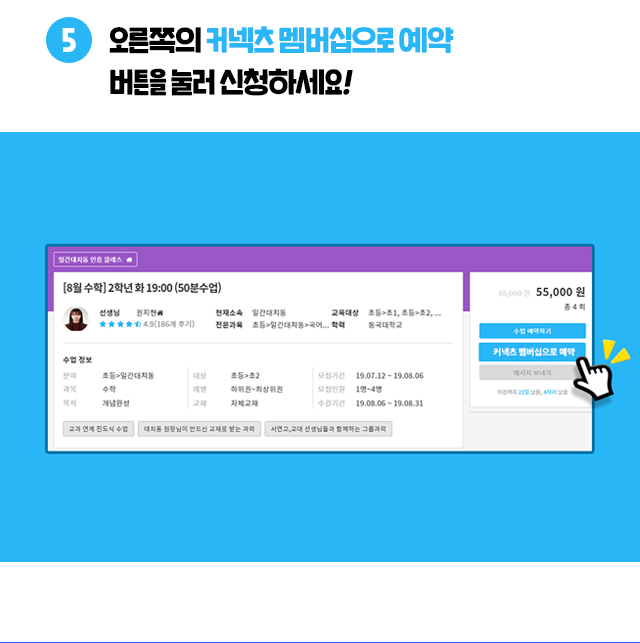 5 오른쪽의 커넥츠 멤버십으로 예약
버튼을 눌러 신청하세요!
일간대치동 인증 클래스
[8월 수학] 2학년 화 19:00 (50분수업)
선생님 권지현 현재소속 일간대치동 교육대상 초등>초1, 초등>초2, ...
4.9(186개 후기) 전문과목 초등>일간대치동>국어... 학력 동국대학교
수업 정보
분야 초등>일간대치동 대상 초등>초2 모집기간 19.07.12 ~ 19.08.06
과목 수학 레벨 하위권~최상위권 모집인원 1명~4명
목적 개념완성 교재 자체교재 수강기간 19.08.06 ~ 19.08.31
교과 연계 진도식 수업 대치동 원장님이 만드신 교재로 받는 과외 서연고,교대 선생님들과 함께하는 그룹과외
55,000 원 55,000 원
총 4 회
수업 예약하기
커넥츠 멤버십으로 예약
메시지 보내기
마감까지 21일 남음, 4자리 남음